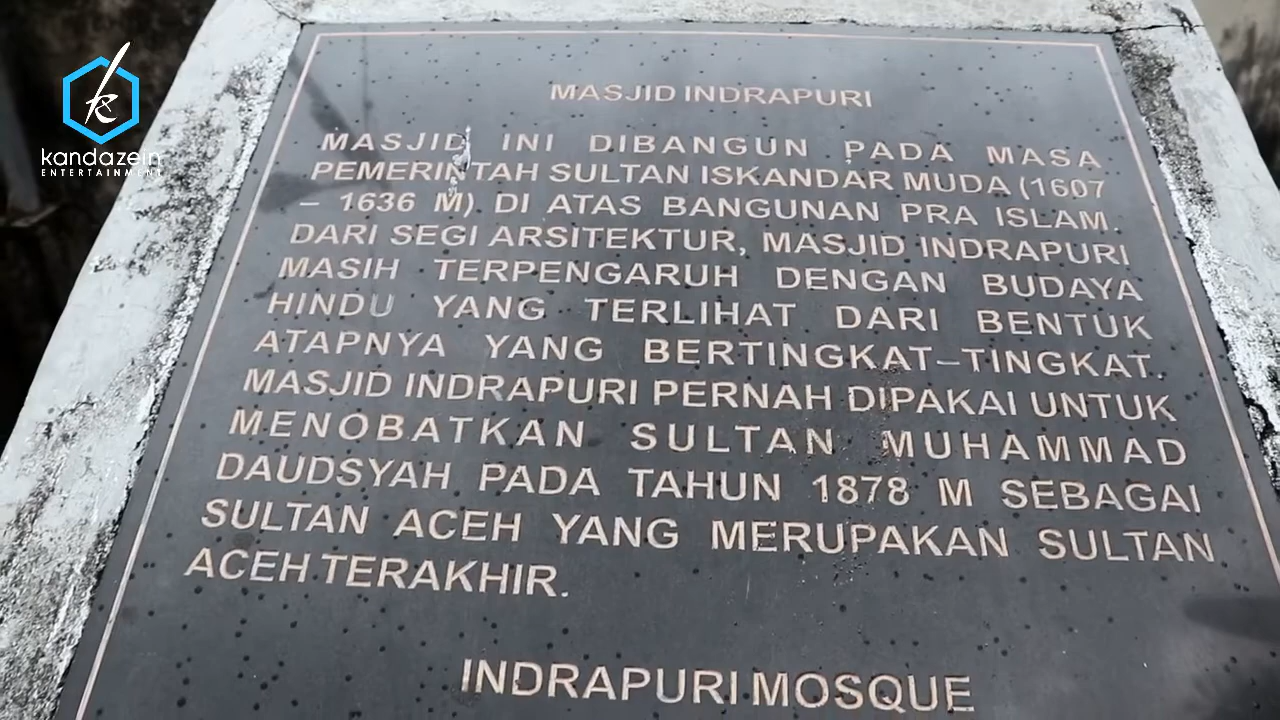 kandazein
ENTERTAINMENT
MASJID INDRAPURI
MASJID INI DIBANGUN PADA MASA
PEMERINTAH SULTAN ISKANDAR MUDA (1607
– 1636 M) DI ATAS BANGUNAN PRA ISLAM.
DARI SEGI ARSITEKTUR, MASJID INDRAPURI
MASIH TERPENGARUH DENGAN BUDAYA
HINDU YANG TERLIHAT DARI BENTUK
ATAPNYA YANG BERTINGKAT–TINGKAT.
MASJID INDRAPURI PERNAH DIPAKAI UNTUK
MENOBATKAN SULTAN MUHAMMAD
DAUDSYAH PADA TAHUN 1878 M SEBAGAI
SULTAN ACEH YANG MERUPAKAN SULTAN
ACEH TERAKHIR.
INDRAPURI MOSQUE